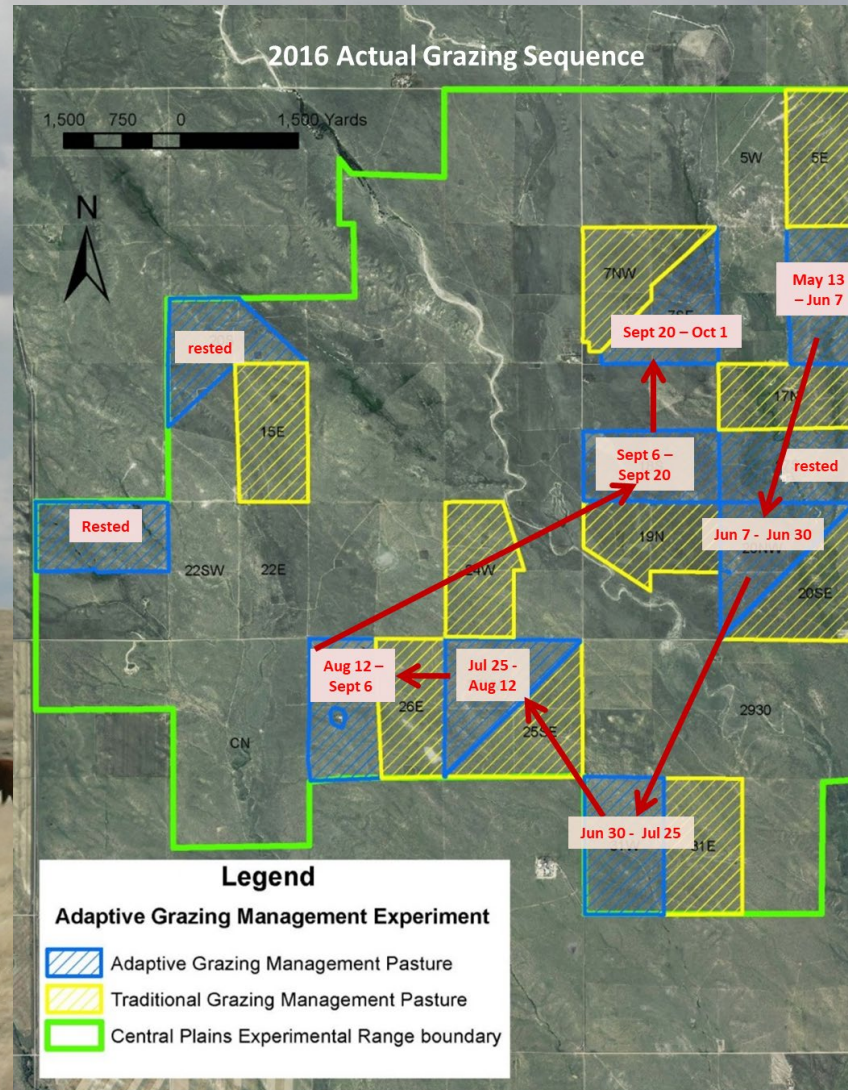 2016 Actual Grazing Sequence
1,500 750 0 1,500 Yards
N
5W
5E
7NW
May 13
– Jun 7
Sept 20 – Oct 1
rested
17N
15E
Sept 6 –
Sept 20
rested
Rested
19N
Jun 7 - Jun 30
22SW
22E
24W
20SE
Aug 12 –
Sept 6
Jul 25 -
Aug 12
26E
25SE
2930
CN
Jun 30 - Jul 25
31E
Legend
Adaptive Grazing Management Experiment
Adaptive Grazing Management Pasture
Traditional Grazing Management Pasture
Central Plains Experimental Range boundary